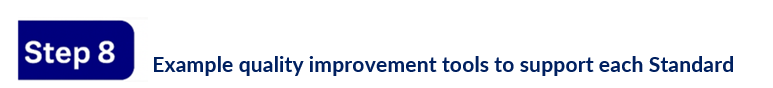 Step 8
Example quality improvement tools to support each Standard